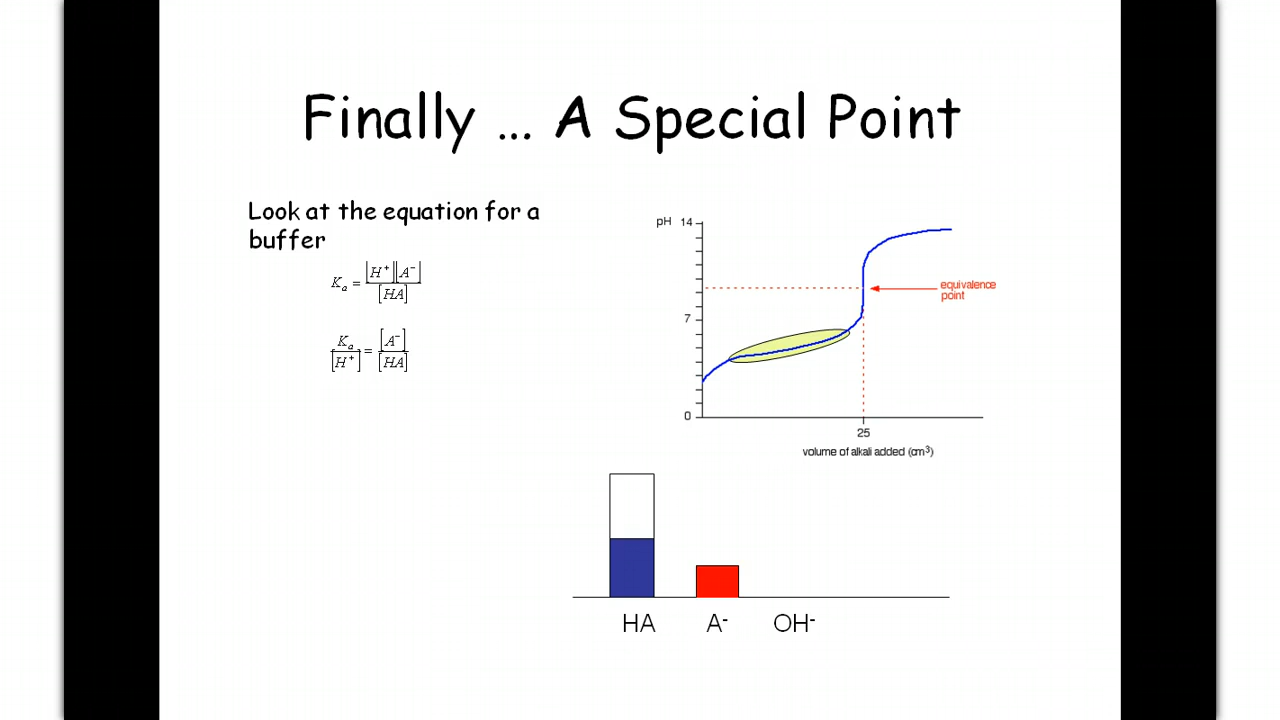 Finally ... A Special Point
Look at the equation for a
buffer
Kₐ = [H⁺][A⁻] / [HA]
Kₐ / [H⁺] = [A⁻] / [HA]
pH 14
equivalence
point
7
0
25
volume of alkali added (cm³)
HA A⁻ OH⁻